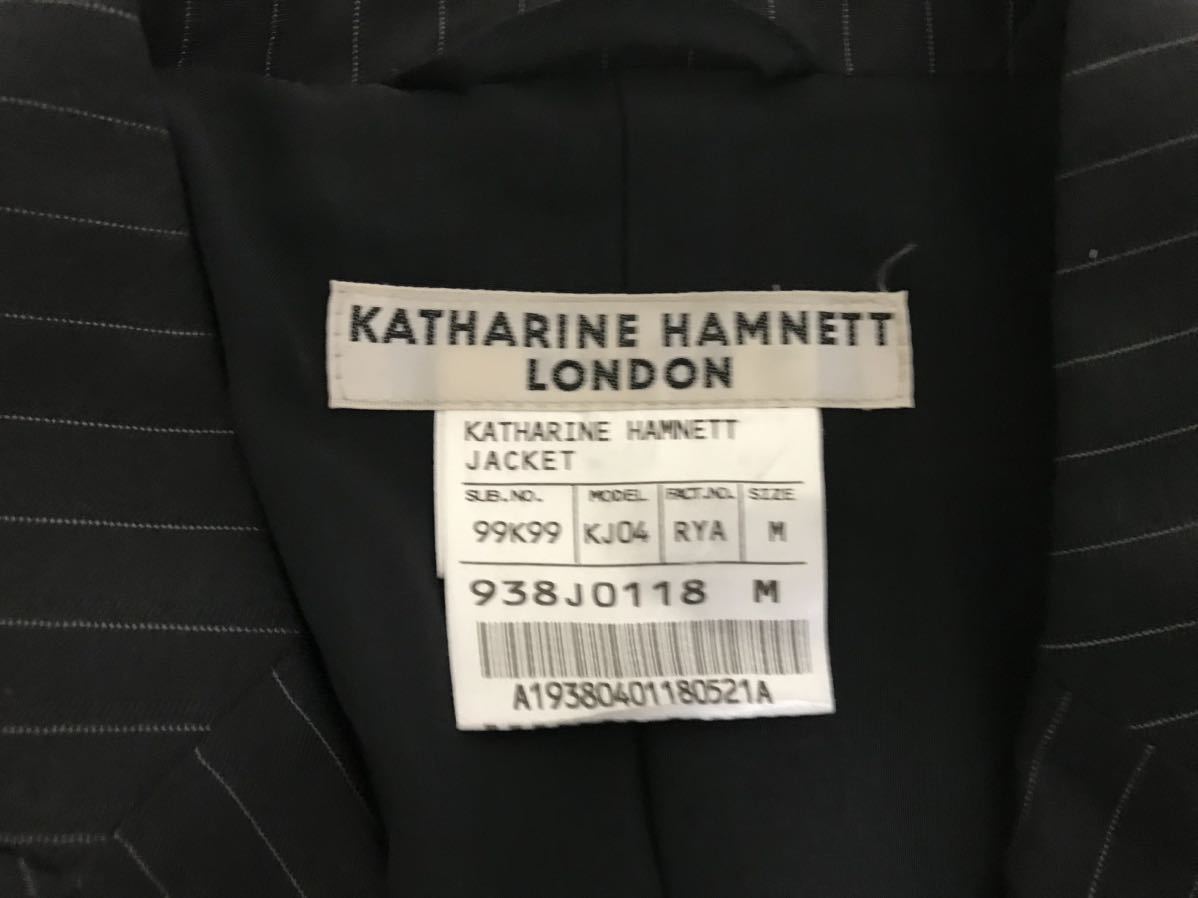 KATHARINE HAMNETT
LONDON
KATHARINE HAMNETT
JACKET
SUB.NO. MODEL FACT.NO. SIZE
99K99 KJ04 RYA M
938J0118 M
A19380401180521A